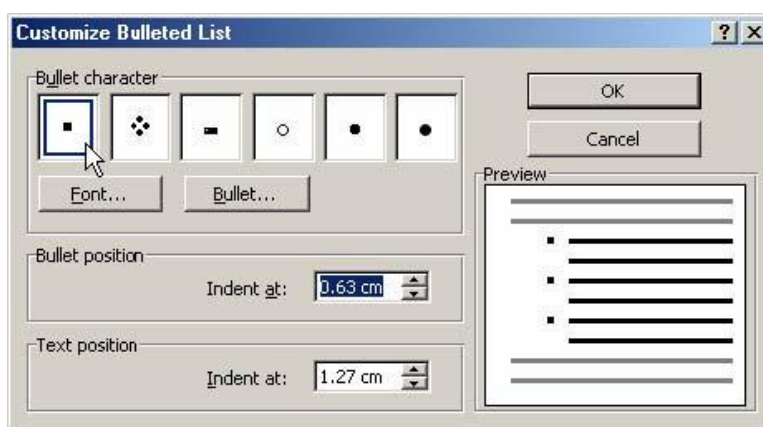 Customize Bulleted List
Bullet character
OK
Cancel
Font... Bullet...
Preview
Bullet position
Indent at: 0.63 cm
Text position
Indent at: 1.27 cm